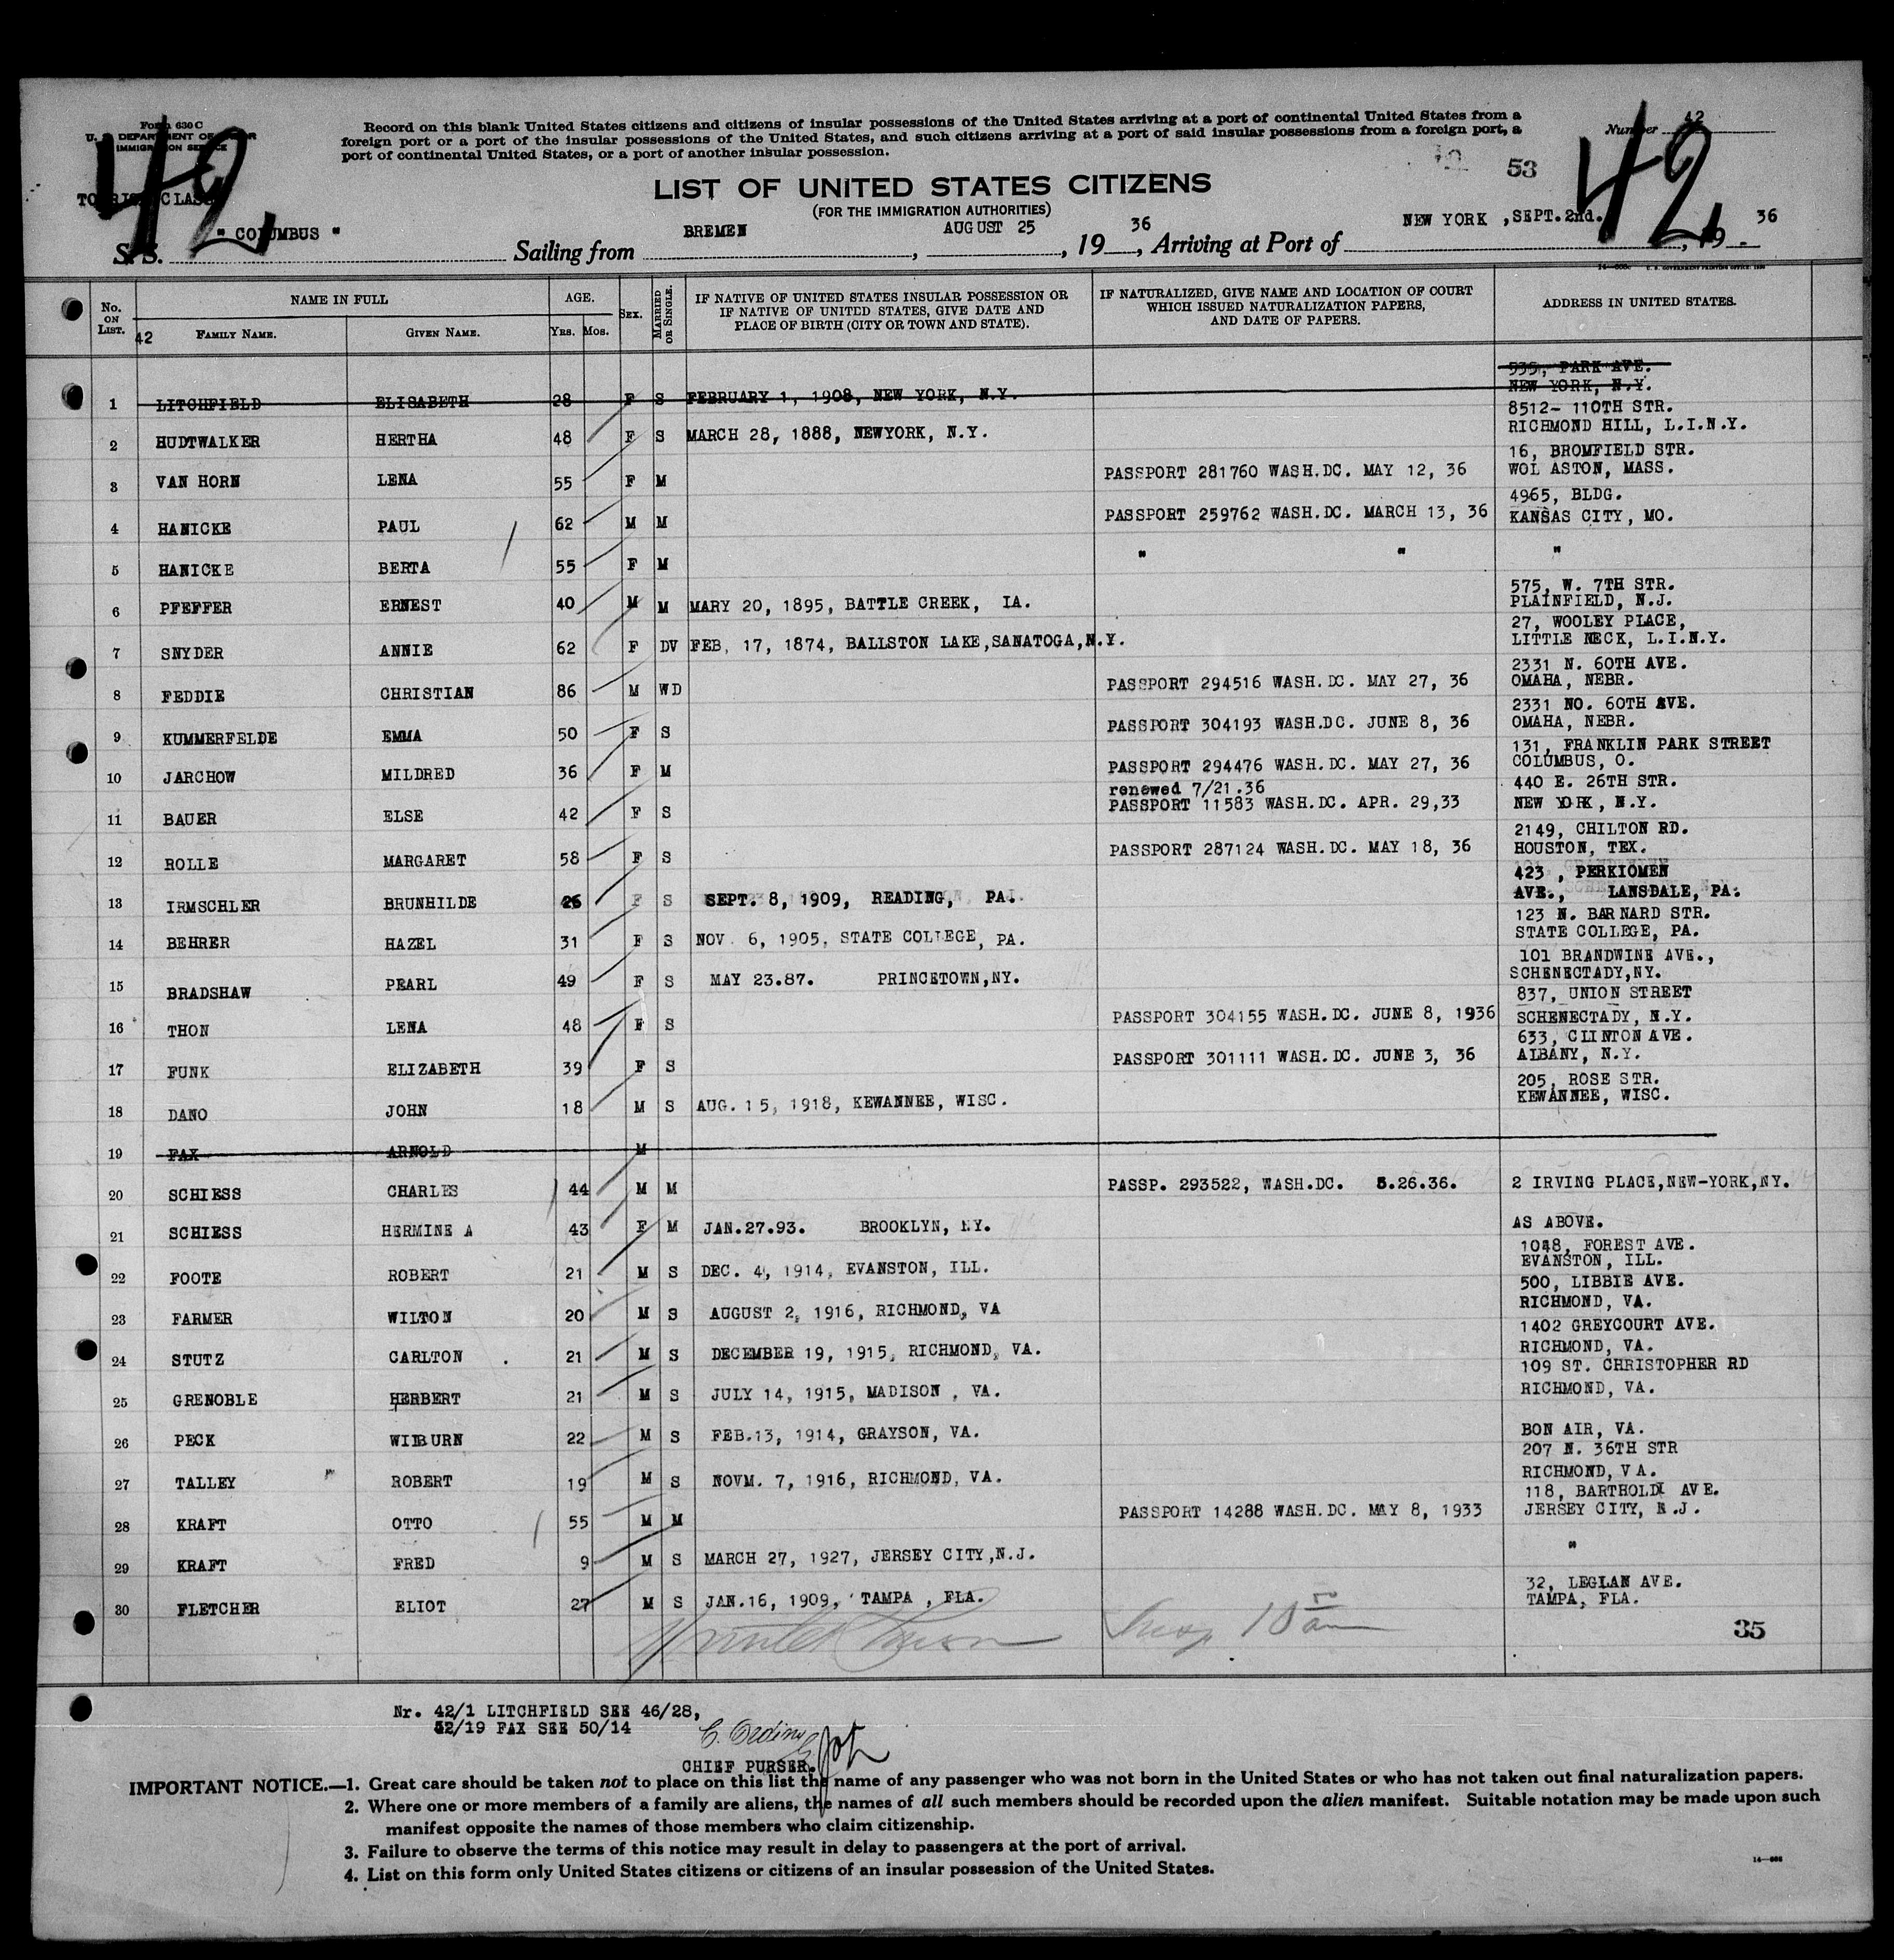 Form 630 C
U. S. DEPARTMENT OF LABOR
IMMIGRATION SERVICE
42
TOURIST CLASS
Record on this blank United States citizens and citizens of insular possessions of the United States arriving at a port of continental United States from a
foreign port or a port of the insular possessions of the United States, and such citizens arriving at a port of said insular possessions from a foreign port, a
port of continental United States, or a port of another insular possession.
Number 42
53
42
LIST OF UNITED STATES CITIZENS
(FOR THE IMMIGRATION AUTHORITIES)
S. S. " COLUMBUS " Sailing from BREMEN, AUGUST 25, 1936, Arriving at Port of NEW YORK, SEPT.2nd., 19 36
No. ON LIST. NAME IN FULL FAMILY NAME. GIVEN NAME. AGE. YRS. MOS. SEX. MARRIED OR SINGLE. IF NATIVE OF UNITED STATES INSULAR POSSESSION OR IF NATIVE OF UNITED STATES, GIVE DATE AND PLACE OF BIRTH (CITY OR TOWN AND STATE). IF NATURALIZED, GIVE NAME AND LOCATION OF COURT WHICH ISSUED NATURALIZATION PAPERS, AND DATE OF PAPERS. ADDRESS IN UNITED STATES.
42
1 LITCHFIELD ELISABETH 28 F S FEBRUARY 1, 1908, NEW YORK, N.Y. 535, PARK AVE. NEW YORK, N.Y.
2 HUDTWALKER HERTHA 48 F S MARCH 28, 1888, NEWYORK, N.Y. 8512- 110TH STR. RICHMOND HILL, L.I.N.Y.
3 VAN HORN LENA 55 F M PASSPORT 281760 WASH.DC. MAY 12, 36 16, BROMFIELD STR. WOLASTON, MASS.
4 HANICKE PAUL 62 M M PASSPORT 259762 WASH.DC. MARCH 13, 36 4965, BLDG. KANSAS CITY, MO.
5 HANICKE BERTA 55 F M " " "
6 PFEFFER ERNEST 40 M M MARY 20, 1895, BATTLE CREEK, IA. 575, W. 7TH STR. PLAINFIELD, N.J.
7 SNYDER ANNIE 62 F DV FEB, 17, 1874, BALLSTON LAKE,SANATOGA,N.Y. 27, WOOLEY PLACE, LITTLE NECK, L.I.N.Y.
8 FEDDIE CHRISTIAN 86 M WD PASSPORT 294516 WASH.DC. MAY 27, 36 2331 N. 60TH AVE. OMAHA, NEBR.
9 KUMMERFELDE EMMA 50 F S PASSPORT 304193 WASH.DC. JUNE 8, 36 2331 NO. 60TH AVE. OMAHA, NEBR.
10 JARCHOW MILDRED 36 F M PASSPORT 294476 WASH.DC. MAY 27, 36 131, FRANKLIN PARK STREET COLUMBUS, O.
11 BAUER ELSE 42 F S renewed 7/21.36 PASSPORT 11583 WASH.DC. APR. 29,33 440 E. 26TH STR. NEW YORK, N.Y.
12 ROLLE MARGARET 58 F S PASSPORT 287124 WASH.DC. MAY 18, 36 2149, CHILTON RD. HOUSTON, TEX.
13 IRMSCHLER BRUNHILDE 26 F S SEPT. 8, 1909, READING, PA. 423 , PERKIOMEN AVE., LANSDALE, PA.
14 BEHRER HAZEL 31 F S NOV. 6, 1905, STATE COLLEGE, PA. 123 N. BARNARD STR. STATE COLLEGE, PA.
15 BRADSHAW PEARL 49 F S MAY 23.87. PRINCETOWN,NY. 101 BRANDWINE AVE., SCHENECTADY,NY.
16 THON LENA 48 F S PASSPORT 304155 WASH.DC. JUNE 8, 1936 837, UNION STREET SCHENECTADY, N.Y.
17 FUNK ELIZABETH 39 F S PASSPORT 301111 WASH.DC. JUNE 3, 36 633, CLINTON AVE. ALBANY, N.Y.
18 DANO JOHN 18 M S AUG. 15, 1918, KEWANNEE, WISC. 205, ROSE STR. KEWANNEE, WISC.
19 FAX ARNOLD M
20 SCHIESS CHARLES 44 M M PASSP. 293522, WASH.DC. 5.26.36. 2 IRVING PLACE,NEW-YORK,NY.
21 SCHIESS HERMINE A 43 F M JAN.27.93. BROOKLYN, NY. AS ABOVE.
22 FOOTE ROBERT 21 M S DEC. 4, 1914, EVANSTON, ILL. 1048, FOREST AVE. EVANSTON, ILL.
23 FARMER WILTON 20 M S AUGUST 2, 1916, RICHMOND, VA 500, LIBBIE AVE. RICHMOND, VA.
24 STUTZ CARLTON 21 M S DECEMBER 19, 1915, RICHMOND, VA. 1402 GREYCOURT AVE. RICHMOND, VA.
25 GRENOBLE HERBERT 21 M S JULY 14, 1915, MADISON , VA. 109 ST. CHRISTOPHER RD RICHMOND, VA.
26 PECK WILBURN 22 M S FEB.13, 1914, GRAYSON, VA. BON AIR, VA.
27 TALLEY ROBERT 19 M S NOVM. 7, 1916, RICHMOND, VA. 207 N. 36TH STR RICHMOND, VA.
28 KRAFT OTTO 55 M M PASSPORT 14288 WASH.DC. MAY 8, 1933 118, BARTHOLDI AVE. JERSEY CITY, N.J.
29 KRAFT FRED 9 M S MARCH 27, 1927, JERSEY CITY,N.J. "
30 FLETCHER ELIOT 27 M S JAN.16, 1909, TAMPA , FLA. 32, LEGLAN AVE. TAMPA, FLA.
35
Nr. 42/1 LITCHFIELD SEE 46/28,
42/19 FAX SEE 50/14
CHIEF PURSER.
IMPORTANT NOTICE.—1. Great care should be taken not to place on this list the name of any passenger who was not born in the United States or who has not taken out final naturalization papers.
2. Where one or more members of a family are aliens, the names of all such members should be recorded upon the alien manifest. Suitable notation may be made upon such
manifest opposite the names of those members who claim citizenship.
3. Failure to observe the terms of this notice may result in delay to passengers at the port of arrival.
4. List on this form only United States citizens or citizens of an insular possession of the United States.